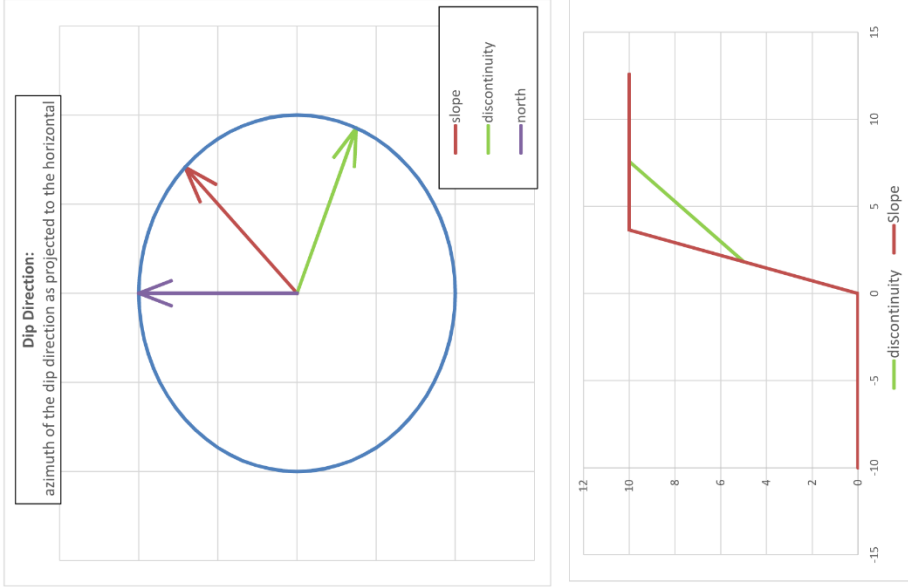 Dip Direction:
azimuth of the dip direction as projected to the horizontal
slope
discontinuity
north
12
10
8
6
4
2
0
-15
-10
-5
0
5
10
15
discontinuity
Slope